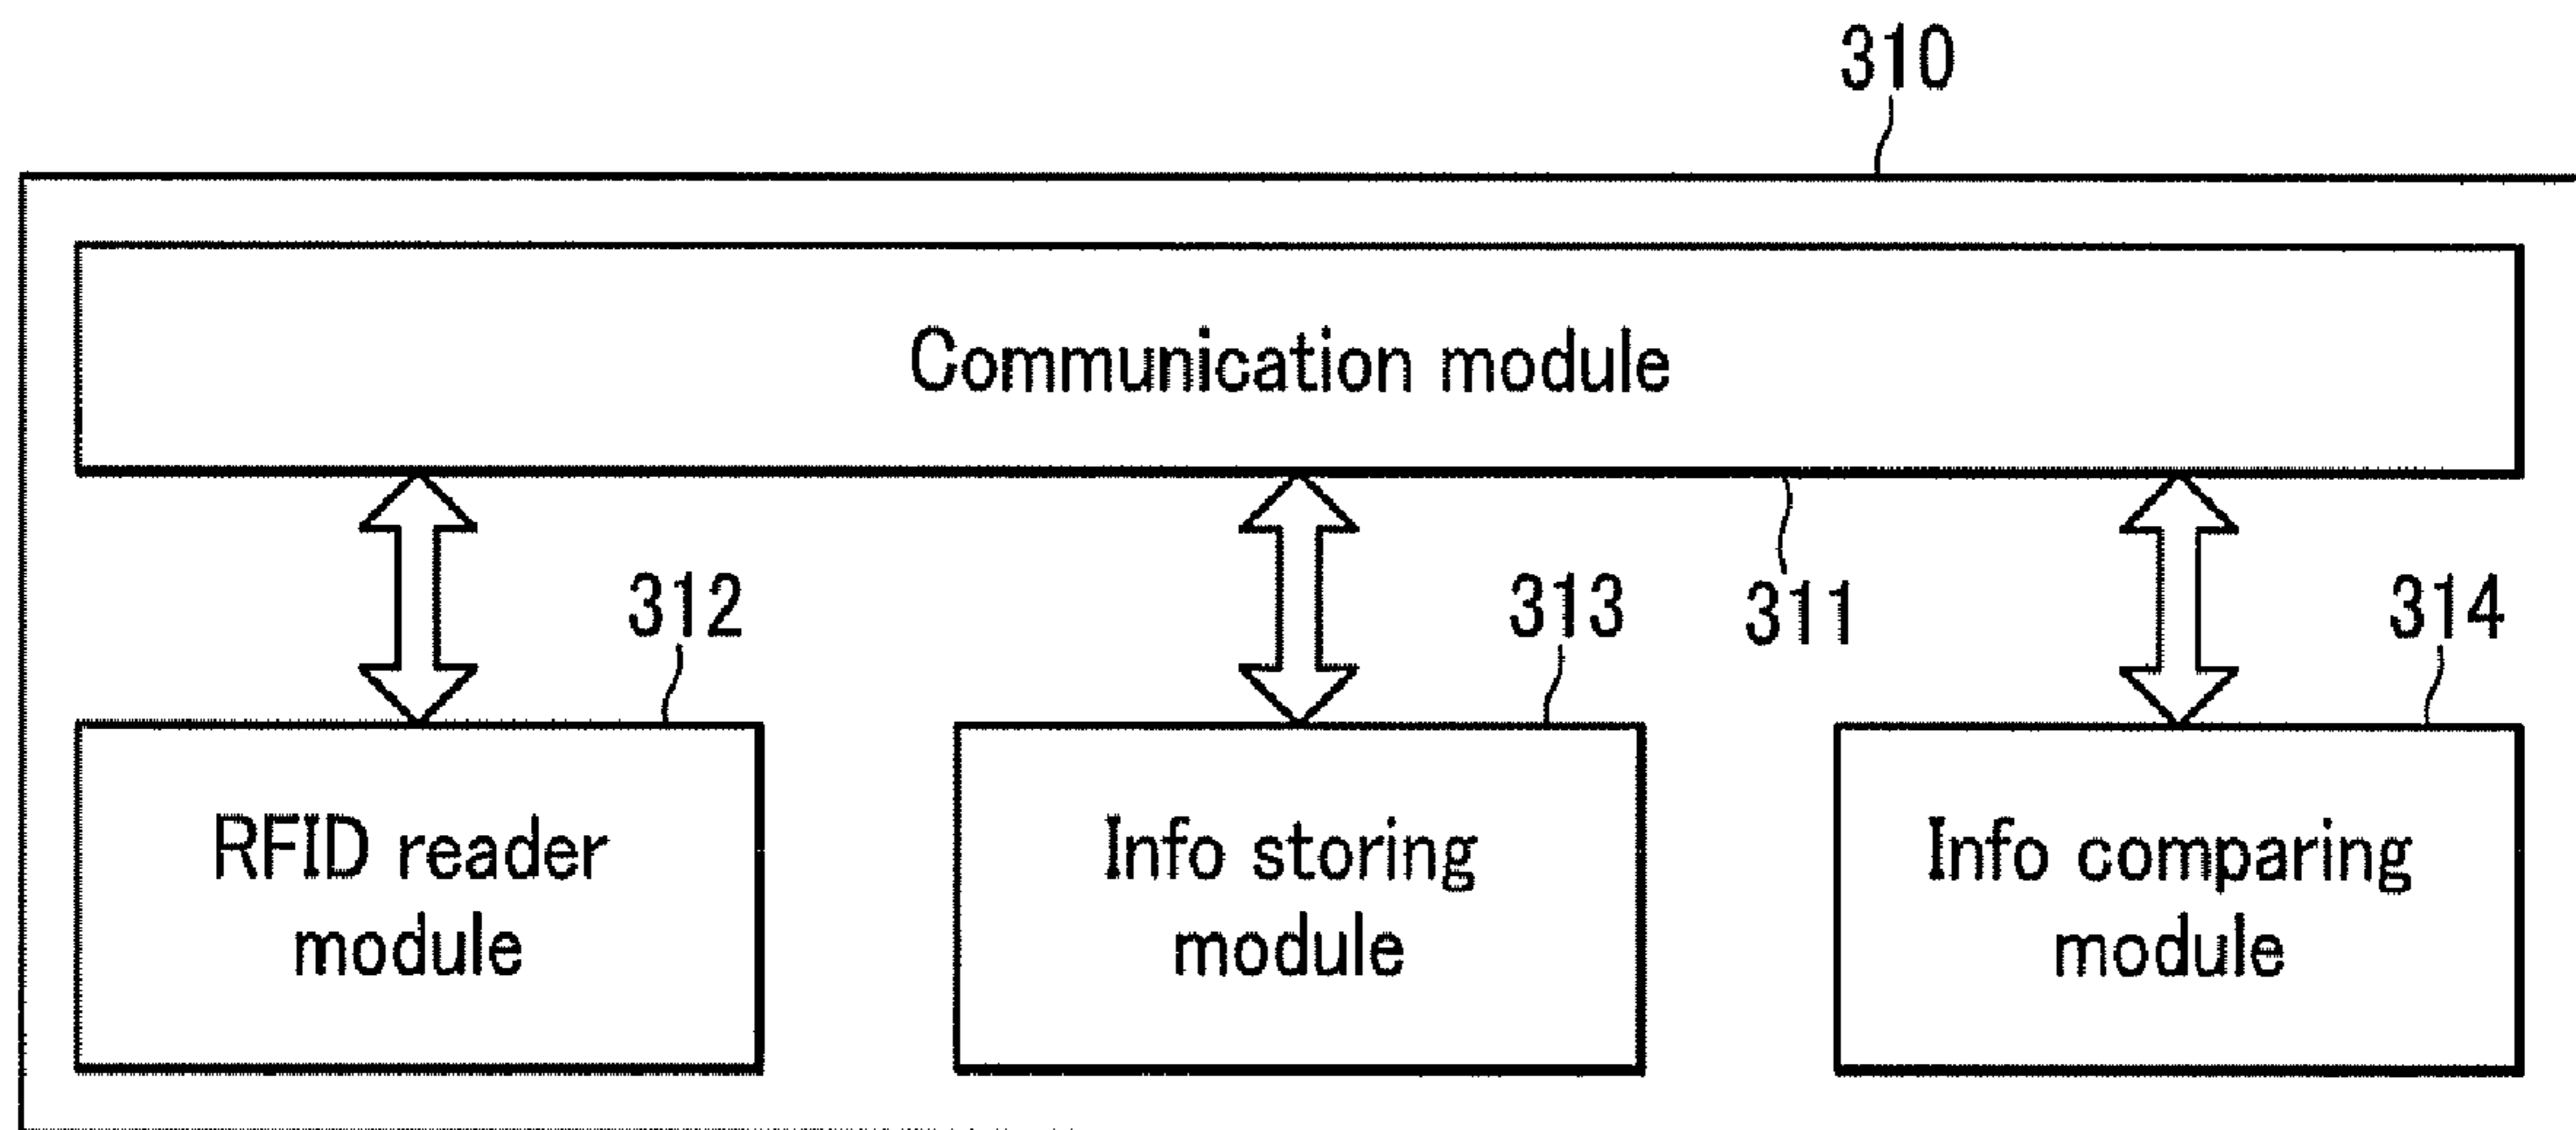 310
Communication module
312
313
311
314
RFID reader
module
Info storing
module
Info comparing
module